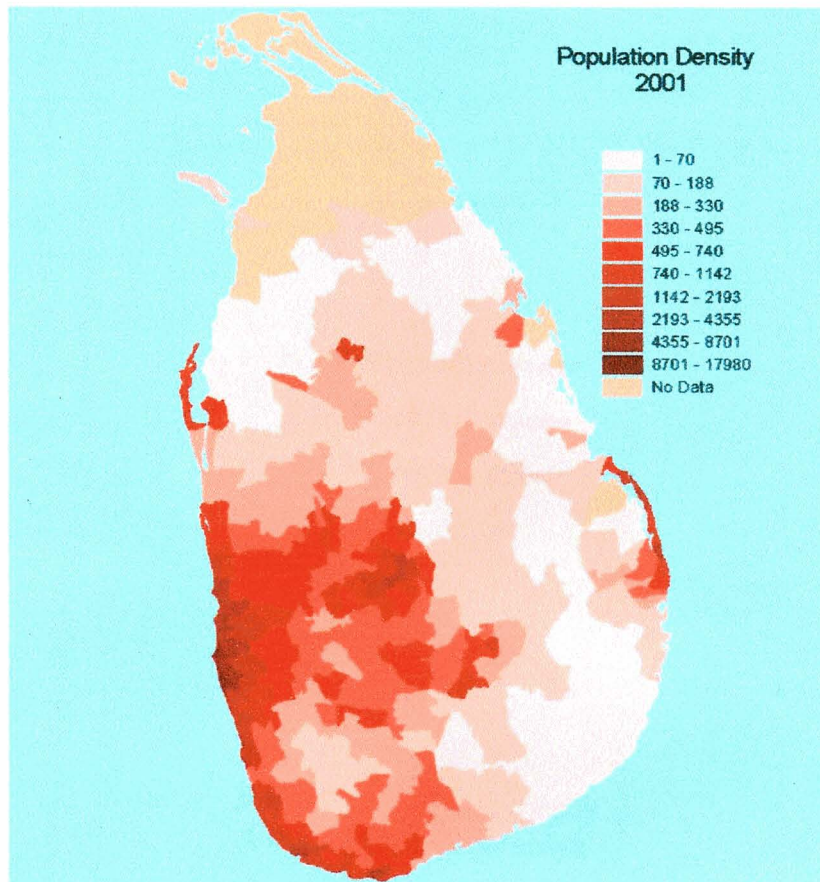 Population Density
2001
1 - 70
70 - 188
188 - 330
330 - 495
495 - 740
740 - 1142
1142 - 2193
2193 - 4355
4355 - 8701
8701 - 17980
No Data